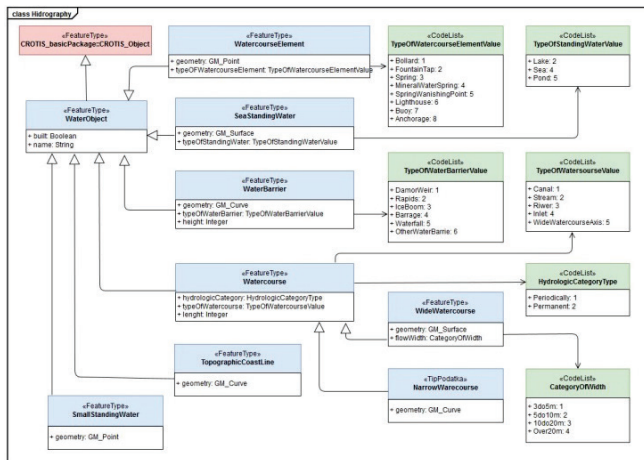 class Hidrography
«FeatureType»
CROTIS_basicPackage::CROTIS_Object
«FeatureType»
WaterObject
+ built: Boolean
+ name: String
«FeatureType»
WatercourseElement
+ geometry: GM_Point
+ typeOFWatercourseElement: TypeOfWatercourseElementValue
«FeatureType»
SeaStandingWater
+ geometry: GM_Surface
+ typeOfStandingWater: TypeOfStandingWaterValue
«CodeList»
TypeOfWatercourseElementValue
+ Bollard: 1
+ FountainTap: 2
+ Spring: 3
+ MineralWaterSpring: 4
+ SpringVanishingPoint: 5
+ Lighthouse: 6
+ Buoy: 7
+ Anchorage: 8
«CodeList»
TypeOfStandingWaterValue
+ Lake: 2
+ Sea: 4
+ Pond: 5
«FeatureType»
WaterBarrier
+ geometry: GM_Curve
+ typeOfWaterBarrier: TypeOfWaterBarrierValue
+ height: Integer
«CodeList»
TypeOfWaterBarrierValue
+ DamorWeir: 1
+ Rapids: 2
+ IceBoom: 3
+ Barrage: 4
+ Waterfall: 5
+ OtherWaterBarrie: 6
«CodeList»
TypeOfWatersourseValue
+ Canal: 1
+ Stream: 2
+ Riwer: 3
+ Inlet: 4
+ WideWatercourseAxis: 5
«FeatureType»
Watercourse
+ hydrologicCategory: HydrologicCategoryType
+ typeOfWatercourse: TypeOfWatercourseValue
+ lenght: Integer
«CodeList»
HydrologicCategoryType
+ Periodically: 1
+ Permanent: 2
«FeatureType»
WideWatercourse
+ geometry: GM_Surface
+ flowWidth: CategoryOfWidth
«FeatureType»
TopographicCoastLine
+ geometry: GM_Curve
«TipPodatka»
NarrowWarecourse
+ geometry: GM_Curve
«CodeList»
CategoryOfWidth
+ 3do5m: 1
+ 5do10m: 2
+ 10do20m: 3
+ Over20m: 4
«FeatureType»
SmallStandingWater
+ geometry: GM_Point